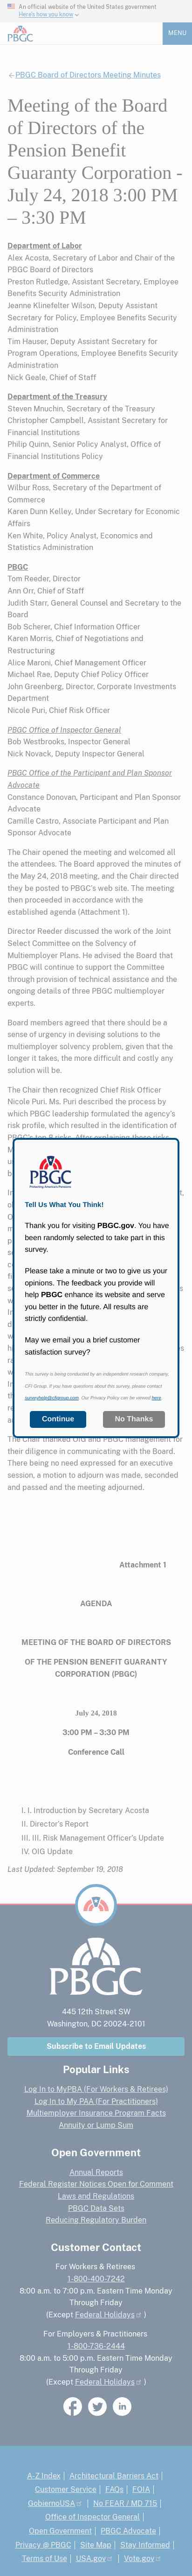 An official website of the United States government
Here's how you know
PBGC
MENU
PBGC Board of Directors Meeting Minutes
Meeting of the Board
of Directors of the
Pension Benefit
Guaranty Corporation -
July 24, 2018 3:00 PM
– 3:30 PM
Department of Labor
Alex Acosta, Secretary of Labor and Chair of the
PBGC Board of Directors
Preston Rutledge, Assistant Secretary, Employee
Benefits Security Administration
Jeanne Klinefelter Wilson, Deputy Assistant
Secretary for Policy, Employee Benefits Security
Administration
Tim Hauser, Deputy Assistant Secretary for
Program Operations, Employee Benefits Security
Administration
Nick Geale, Chief of Staff
Department of the Treasury
Steven Mnuchin, Secretary of the Treasury
Christopher Campbell, Assistant Secretary for
Financial Institutions
Philip Quinn, Senior Policy Analyst, Office of
Financial Institutions Policy
Department of Commerce
Wilbur Ross, Secretary of the Department of
Commerce
Karen Dunn Kelley, Under Secretary for Economic
Affairs
Ken White, Policy Assistant, Economics and
Statistics Administration
PBGC
Tom Reeder, Director
Ann Orr, Chief of Staff
Judith Starr, General Counsel and Secretary to the
Board
Bob Scherer, Chief Information Officer
Karen Morris, Chief of Negotiations and
Restructuring
Alice Maroni, Chief Management Officer
Michael Rae, Deputy Chief Policy Officer
John Greenberg, Director, Corporate Investments
Department
Nicole Puri, Chief Risk Officer
PBGC Office of Inspector General
Bob Westbrooks, Inspector General
Nick Novack, Deputy Inspector General
PBGC Office of the Participant and Plan Sponsor
Advocate
Constance Donovan, Participant and Plan Sponsor
Advocate
Camille Castro, Associate Participant and Plan
Sponsor Advocate
The Chair opened the meeting and welcomed all
the attendees. The Board approved the minutes of
the May 24, 2018 meeting, and the Chair directed
they be posted to PBGC's web site. The meeting
then proceeded in accordance with the
established agenda (Attachment 1).
Director Reeder discussed the work of the Joint
Select Committee on the Solvency of
Multiemployer Plans. He advised the Board that
PBGC will continue to support the Committee
with technical assistance and discussed the
ongoing details of three PBGC multiemployer
reports.
Board members agreed that there should be a
sense of urgency in developing solutions to the
multiemployer solvency problem, given that the
longer it takes, the more difficult it will be to
resolve.
The Chair then recognized Chief Risk Officer
Nicole Puri. Ms. Puri described the process by
which PBGC leadership formulated the agency's
risk profile, which would continue to be updated.
PBGC
Protecting America's Pensions
Tell Us What You Think!
Thank you for visiting PBGC.gov. You have
been randomly selected to take part in this
survey.
Please take a minute or two to give us your
opinions. The feedback you provide will
help PBGC enhance its website and serve
you better in the future. All results are
strictly confidential.
May we email you a brief customer
satisfaction survey?
This survey is being conducted by an independent research company,
CFI Group. If you have questions about this survey, please contact
surveyhelp@cfigroup.com. Our Privacy Policy can be viewed here.
Continue
No Thanks
The Chair thanked OIG and PBGC management for
their diligence in communicating with the Board.
There being nothing to report for executive
session, a motion to adjourn was made, seconded
and passed, and the meeting adjourned.
Attachment 1
AGENDA
MEETING OF THE BOARD OF DIRECTORS
OF THE PENSION BENEFIT GUARANTY
CORPORATION (PBGC)
July 24, 2018
3:00 PM – 3:30 PM
Conference Call
I. I. Introduction by Secretary Acosta
II. Director's Report
III. III. Risk Management Officer's Update
IV. OIG Update
Last Updated: September 19, 2018
PBGC
445 12th Street SW
Washington, DC 20024-2101
Subscribe to Email Updates
Popular Links
Log In to MyPBA (For Workers & Retirees)
Log In to My PAA (For Practitioners)
Multiemployer Insurance Program Facts
Annuity or Lump Sum
Open Government
Annual Reports
Federal Register Notices Open for Comment
Laws and Regulations
PBGC Data Sets
Reducing Regulatory Burden
Customer Contact
For Workers & Retirees
1-800-400-7242
8:00 a.m. to 7:00 p.m. Eastern Time Monday
Through Friday
(Except Federal Holidays )
For Employers & Practitioners
1-800-736-2444
8:00 a.m. to 5:00 p.m. Eastern Time Monday
Through Friday
(Except Federal Holidays )
A-Z Index | Architectural Barriers Act |
Customer Service | FAQs | FOIA |
GobiernoUSA | No FEAR / MD 715 |
Office of Inspector General |
Open Government | PBGC Advocate |
Privacy @ PBGC | Site Map | Stay Informed |
Terms of Use | USA.gov | Vote.gov